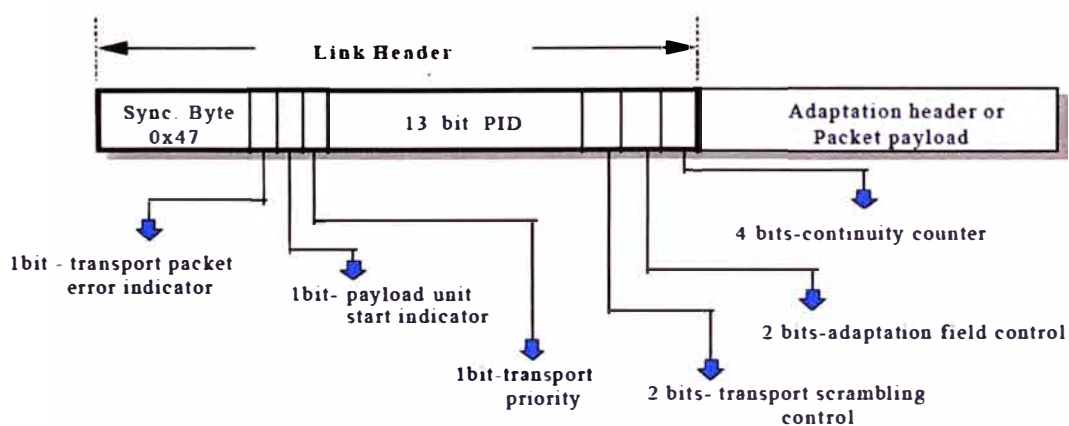 Link Header
Sync. Byte
0x47
13 bit PID
Adaptation header or
Packet payload
4 bits-continuity counter
1bit - transport packet
error indicator
1bit- payload unit
start indicator
2 bits-adaptation field control
1bit-transport
priority
2 bits- transport scrambling
control